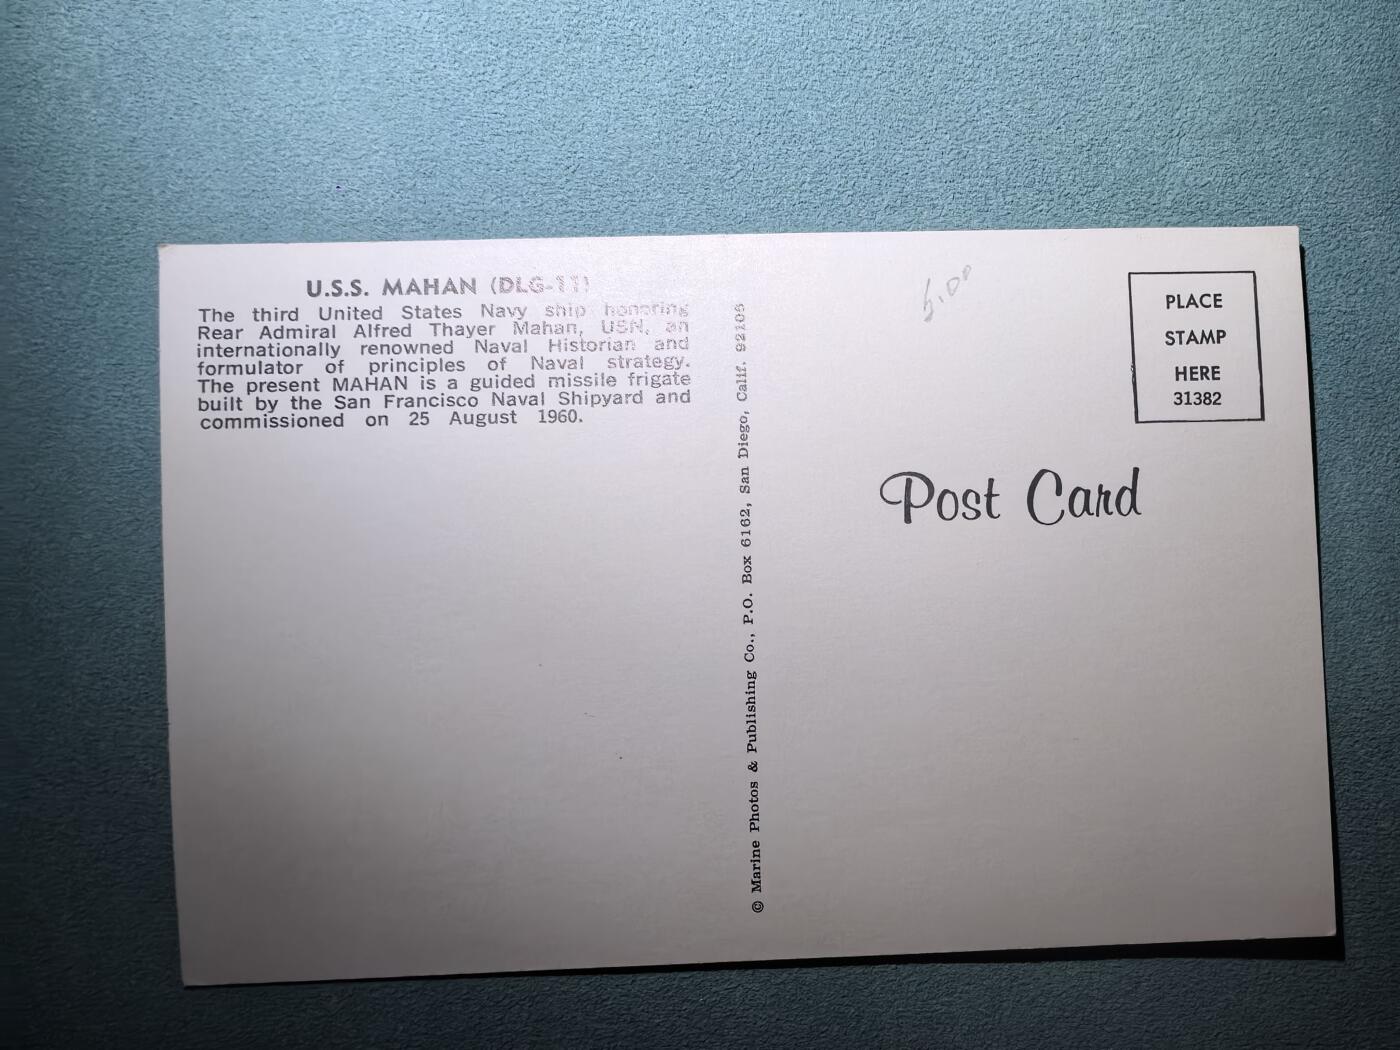 U.S.S. MAHAN (DLG-11)
The third United States Navy ship honoring
Rear Admiral Alfred Thayer Mahan, USN, an
internationally renowned Naval Historian and
formulator of principles of Naval strategy.
The present MAHAN is a guided missile frigate
built by the San Francisco Naval Shipyard and
commissioned on 25 August 1960.
© Marine Photos & Publishing Co., P.O. Box 6162, San Diego, Calif. 92106
5.00
PLACE
STAMP
HERE
31382
Post Card